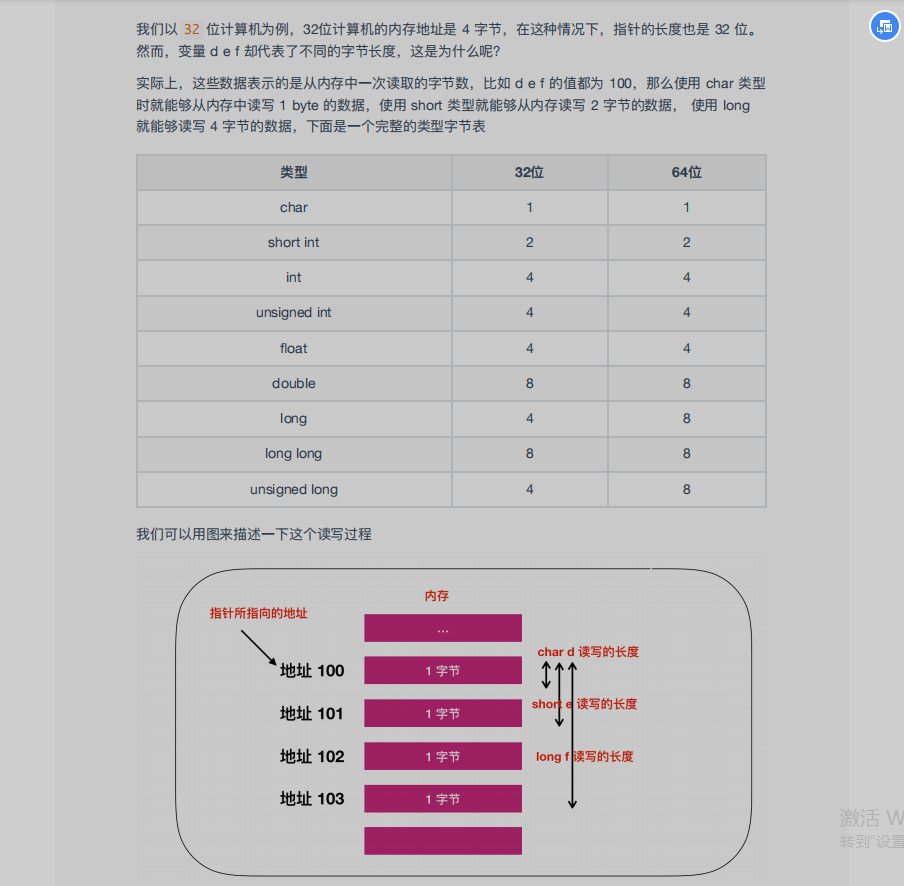 我们以 32 位计算机为例，32位计算机的内存地址是 4 字节，在这种情况下，指针的长度也是 32 位。
然而，变量 d e f 却代表了不同的字节长度，这是为什么呢？
实际上，这些数据表示的是从内存中一次读取的字节数，比如 d e f 的值都为 100，那么使用 char 类型
时就能够从内存中读写 1 byte 的数据，使用 short 类型就能够从内存读写 2 字节的数据， 使用 long
就能够读写 4 字节的数据，下面是一个完整的类型字节表
类型 32位 64位
char 1 1
short int 2 2
int 4 4
unsigned int 4 4
float 4 4
double 8 8
long 4 8
long long 8 8
unsigned long 4 8
我们可以用图来描述一下这个读写过程
内存
指针所指向的地址
...
char d 读写的长度
地址 100 1 字节
short e 读写的长度
地址 101 1 字节
地址 102 1 字节
long f 读写的长度
地址 103 1 字节
激活 W
转到"设置